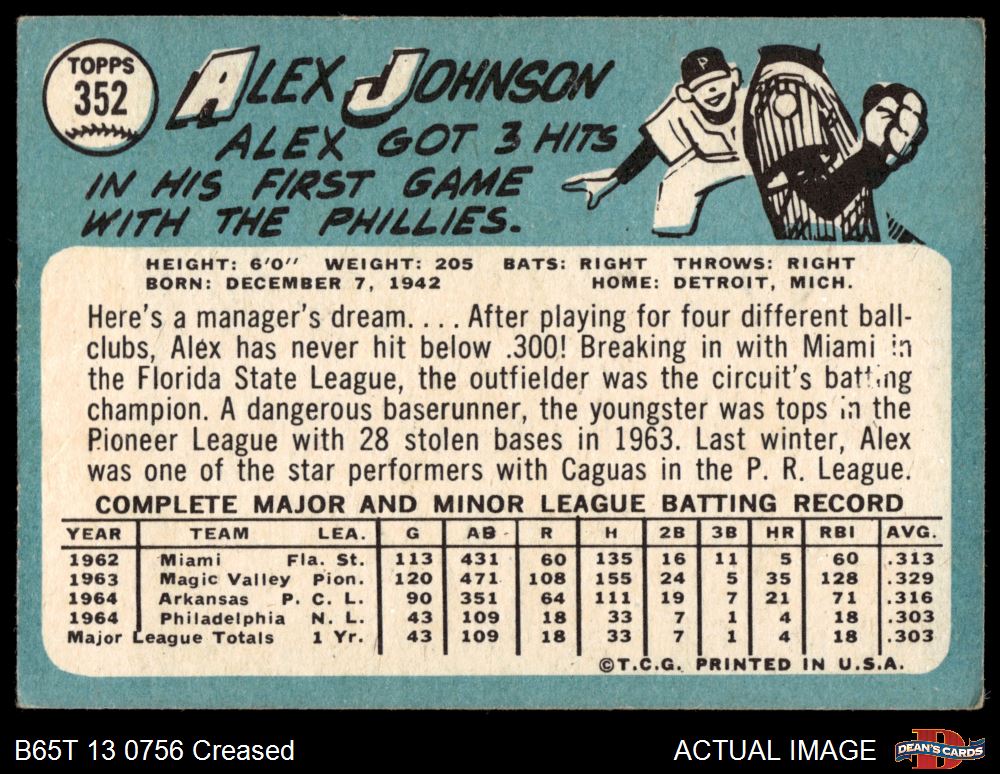 TOPPS
352
ALEX JOHNSON
ALEX GOT 3 HITS
IN HIS FIRST GAME
WITH THE PHILLIES.
P
HEIGHT: 6'0" WEIGHT: 205 BATS: RIGHT THROWS: RIGHT
BORN: DECEMBER 7, 1942 HOME: DETROIT, MICH.
Here's a manager's dream.... After playing for four different ball-
clubs, Alex has never hit below .300! Breaking in with Miami in
the Florida State League, the outfielder was the circuit's batting
champion. A dangerous baserunner, the youngster was tops in the
Pioneer League with 28 stolen bases in 1963. Last winter, Alex
was one of the star performers with Caguas in the P. R. League.
COMPLETE MAJOR AND MINOR LEAGUE BATTING RECORD
YEAR TEAM LEA. G AB R H 2B 3B HR RBI AVG.
1962 Miami Fla. St. 113 431 60 135 16 11 5 60 .313
1963 Magic Valley Pion. 120 471 108 155 24 5 35 128 .329
1964 Arkansas P. C. L. 90 351 64 111 19 7 21 71 .316
1964 Philadelphia N. L. 43 109 18 33 7 1 4 18 .303
Major League Totals 1 Yr. 43 109 18 33 7 1 4 18 .303
©T.C.G. PRINTED IN U.S.A.
B65T 13 0756 Creased ACTUAL IMAGE
D
DEAN'S CARDS